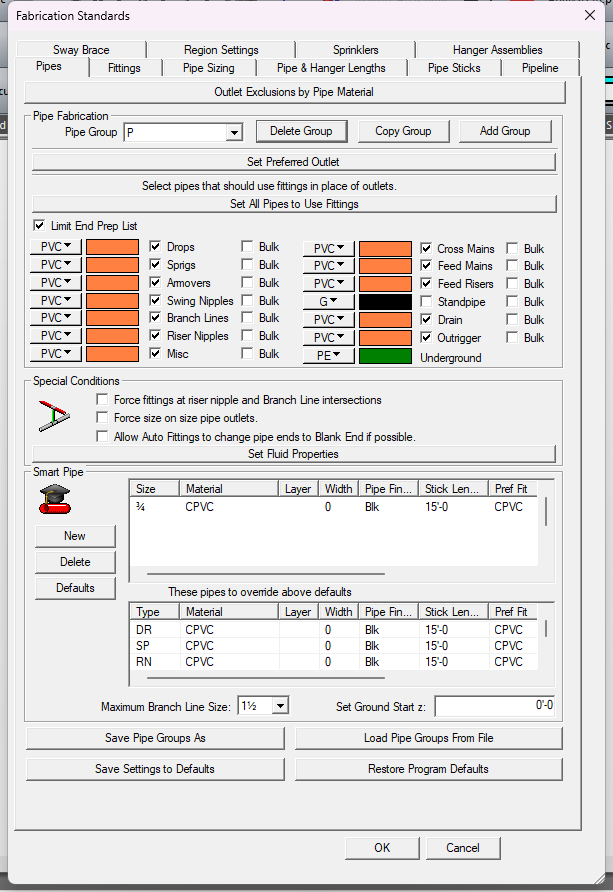 Fabrication Standards
Sway Brace Region Settings Sprinklers Hanger Assemblies
Pipes Fittings Pipe Sizing Pipe & Hanger Lengths Pipe Sticks Pipeline
Outlet Exclusions by Pipe Material
Pipe Fabrication
Pipe Group P Delete Group Copy Group Add Group
Set Preferred Outlet
Select pipes that should use fittings in place of outlets.
Set All Pipes to Use Fittings
Limit End Prep List
PVC Drops Bulk PVC Cross Mains Bulk
PVC Sprigs Bulk PVC Feed Mains Bulk
PVC Armovers Bulk PVC Feed Risers Bulk
PVC Swing Nipples Bulk G Standpipe Bulk
PVC Branch Lines Bulk PVC Drain Bulk
PVC Riser Nipples Bulk PVC Outrigger Bulk
PVC Misc Bulk PE Underground
Special Conditions
Force fittings at riser nipple and Branch Line intersections
Force size on size pipe outlets.
Allow Auto Fittings to change pipe ends to Blank End if possible.
Set Fluid Properties
Smart Pipe
Size Material Layer Width Pipe Fin... Stick Len... Pref Fit
¾ CPVC 0 Blk 15'-0 CPVC
New
Delete
Defaults
These pipes to override above defaults
Type Material Layer Width Pipe Fin... Stick Len... Pref Fit
DR CPVC 0 Blk 15'-0 CPVC
SP CPVC 0 Blk 15'-0 CPVC
RN CPVC 0 Blk 15'-0 CPVC
Maximum Branch Line Size: 1½ Set Ground Start z: 0'-0
Save Pipe Groups As Load Pipe Groups From File
Save Settings to Defaults Restore Program Defaults
OK Cancel